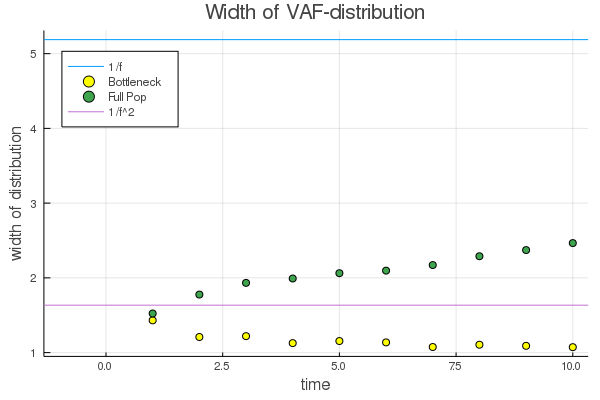 Width of VAF-distribution
width of distribution
5
4
3
2
1
1/f
Bottleneck
Full Pop
1/f^2
0.0 2.5 5.0 7.5 10.0
time